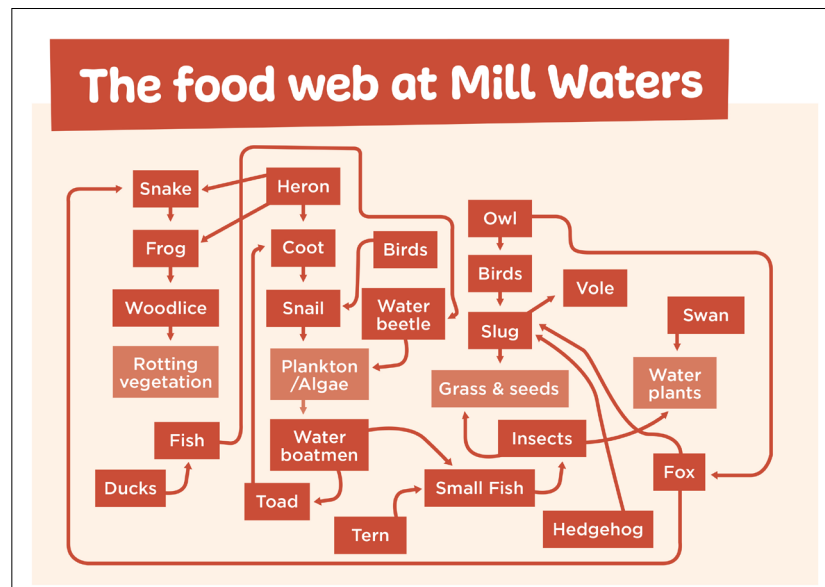 The food web at Mill Waters
Snake
Heron
Owl
Frog
Coot
Birds
Birds
Vole
Woodlice
Snail
Water
beetle
Slug
Swan
Rotting
vegetation
Plankton
/Algae
Grass & seeds
Water
plants
Fish
Water
boatmen
Insects
Fox
Ducks
Toad
Small Fish
Tern
Hedgehog